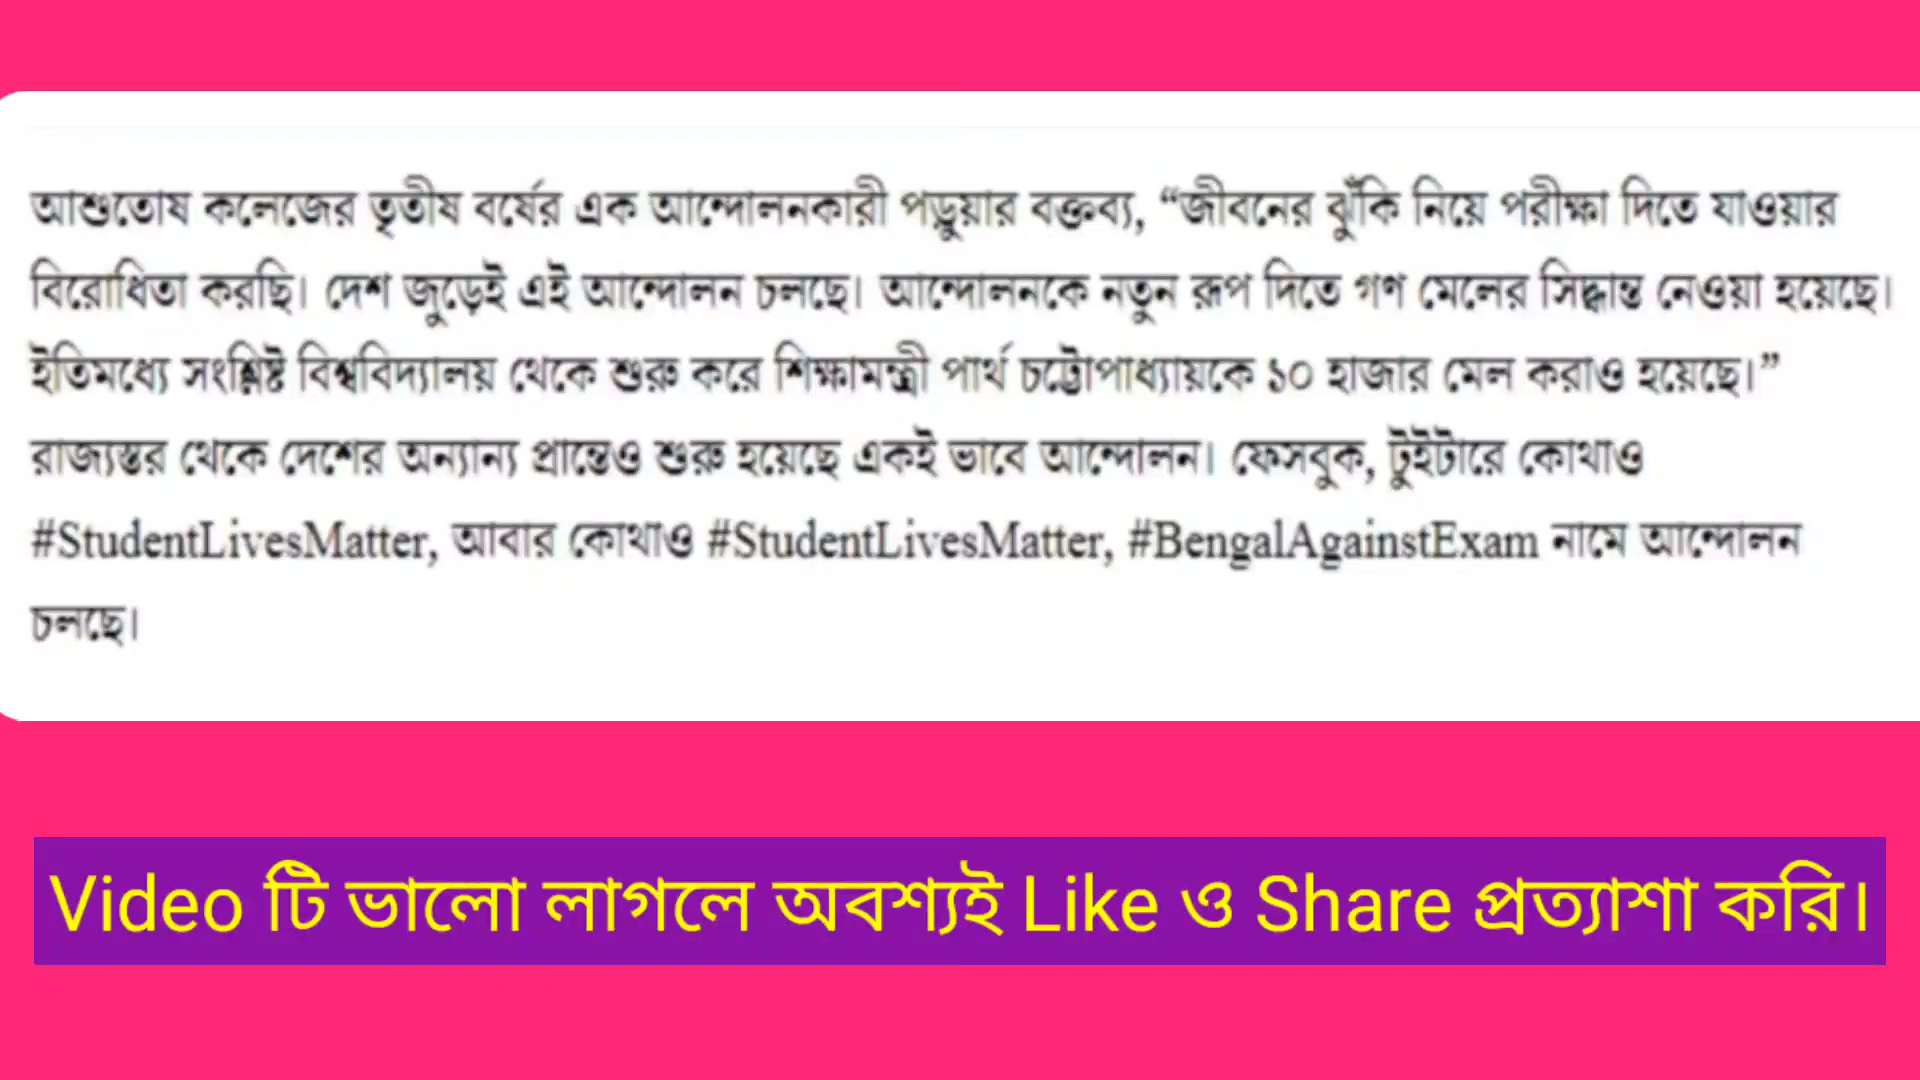 আশুতোষ কলেজের তৃতীষ বর্ষের এক আন্দোলনকারী পড়ুয়ার বক্তব্য, “জীবনের ঝুঁকি নিয়ে পরীক্ষা দিতে যাওয়ার
বিরোধিতা করছি। দেশ জুড়েই এই আন্দোলন চলছে। আন্দোলনকে নতুন রূপ দিতে গণ মেলের সিদ্ধান্ত নেওয়া হয়েছে।
ইতিমধ্যে সংশ্লিষ্ট বিশ্ববিদ্যালয় থেকে শুরু করে শিক্ষামন্ত্রী পার্থ চট্টোপাধ্যায়কে ১০ হাজার মেল করাও হয়েছে।”
রাজ্যস্তর থেকে দেশের অন্যান্য প্রান্তেও শুরু হয়েছে একই ভাবে আন্দোলন। ফেসবুক, টুইটারে কোথাও
#StudentLivesMatter, আবার কোথাও #StudentLivesMatter, #BengalAgainstExam নামে আন্দোলন
চলছে।
Video টি ভালো লাগলে অবশ্যই Like ও Share প্রত্যাশা করি।